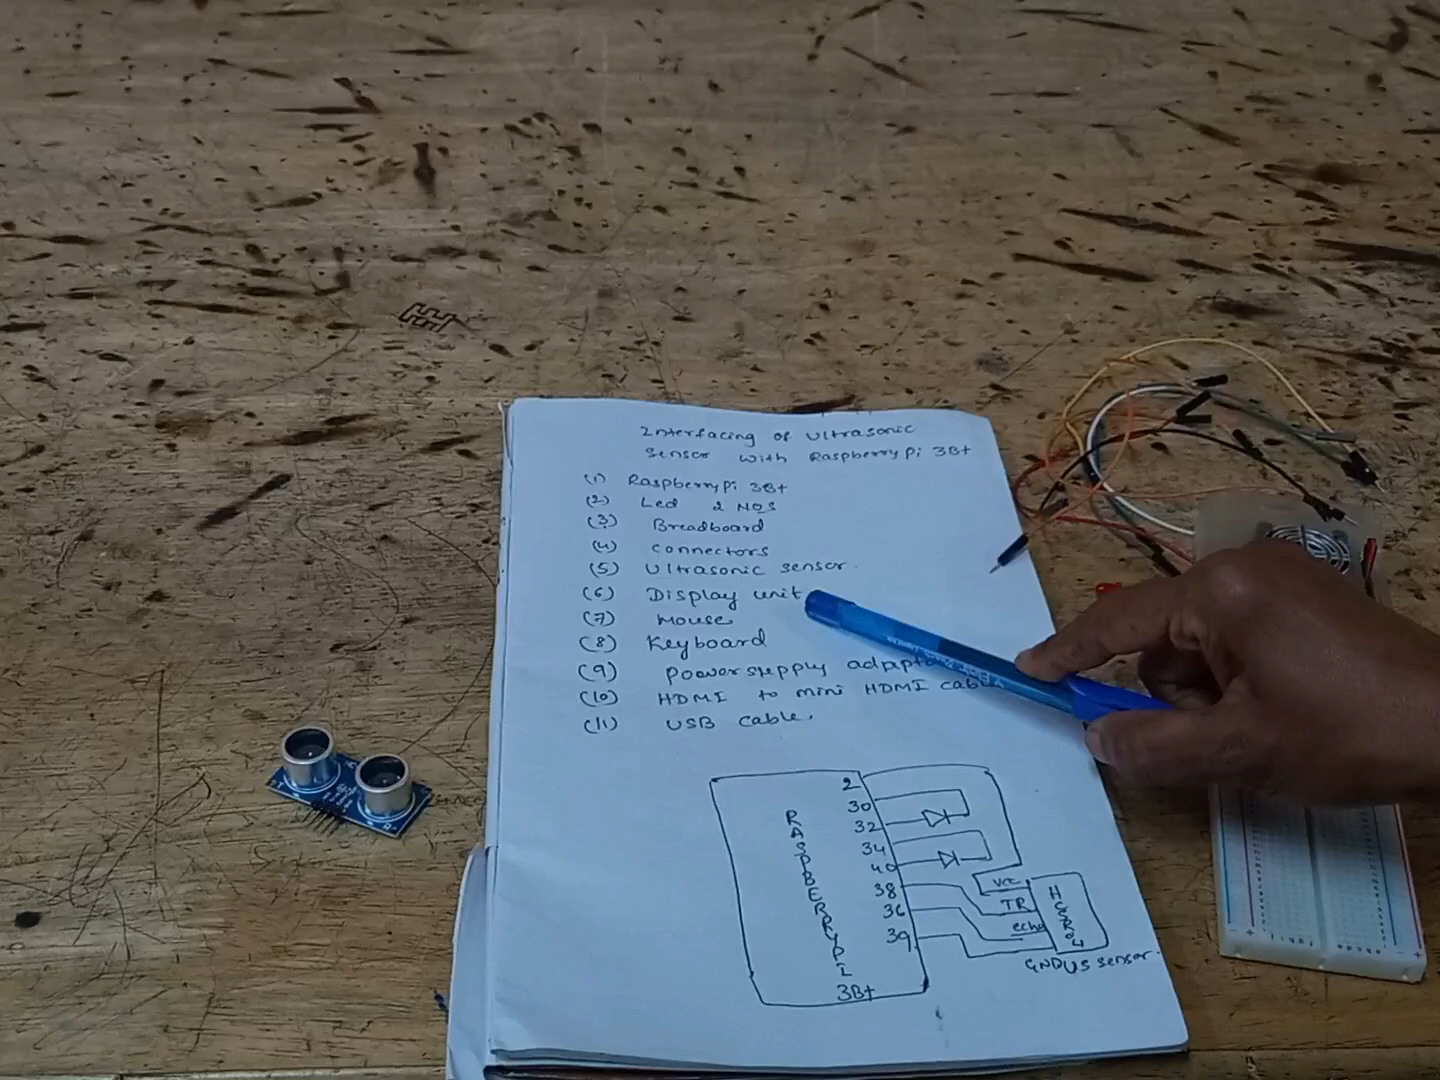 Interfacing of Ultrasonic
Sensor with Raspberry Pi 3B+
(1) Raspberry Pi 3B+
(2) Led 2 NOS
(3) Breadboard
(4) connectors
(5) Ultrasonic sensor.
(6) Display unit
(7) Mouse
(8) Keyboard
(9) Power supply
(10) HDMI to mini HDMI
(11) USB cable.
2
30
32
34
40
38
36
39
RASPBERRYPI
3B+
Vcc
TR
echo
GND US sensor.